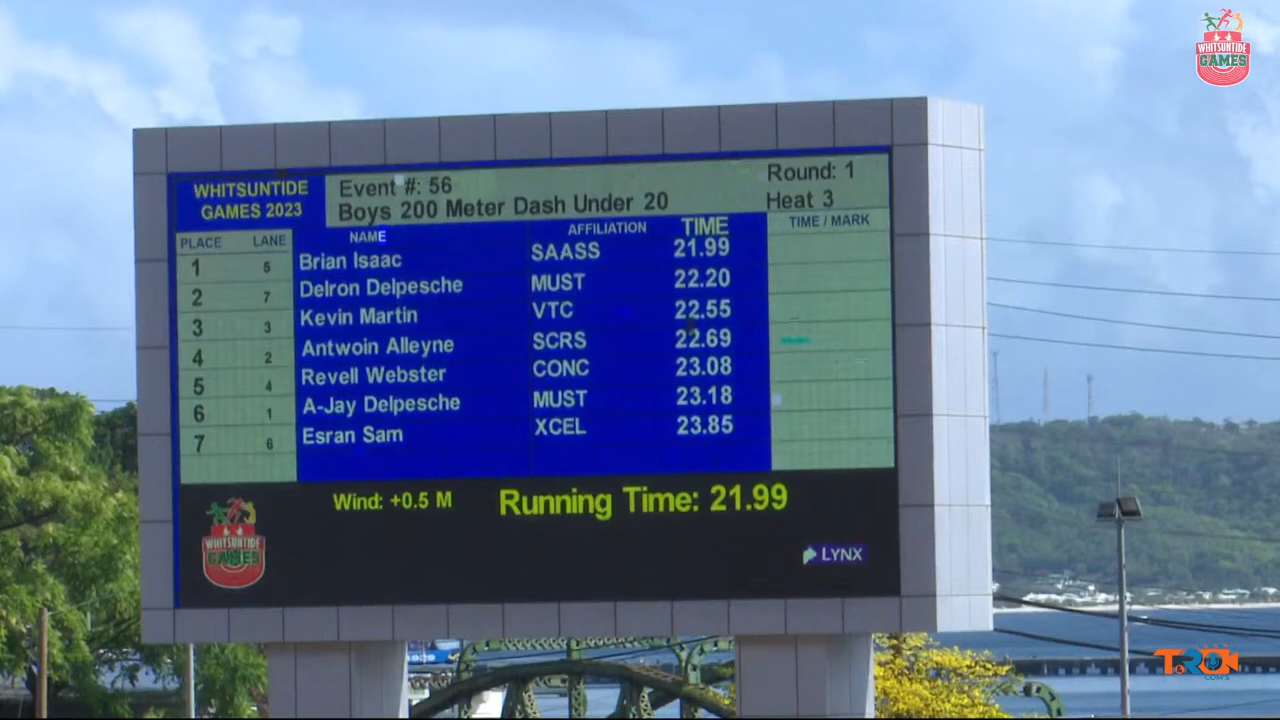 WHITSUNTIDE
GAMES
WHITSUNTIDE
GAMES 2023
Event #: 56
Boys 200 Meter Dash Under 20
Round: 1
Heat 3
PLACE LANE NAME AFFILIATION TIME TIME / MARK
1 5 Brian Isaac SAASS 21.99
2 7 Delron Delpesche MUST 22.20
3 3 Kevin Martin VTC 22.55
4 2 Antwoin Alleyne SCRS 22.69
5 4 Revell Webster CONC 23.08
6 1 A-Jay Delpesche MUST 23.18
7 6 Esran Sam XCEL 23.85
Wind: +0.5 M Running Time: 21.99
WHITSUNTIDE
GAMES
LYNX
T&RON
.COM'S